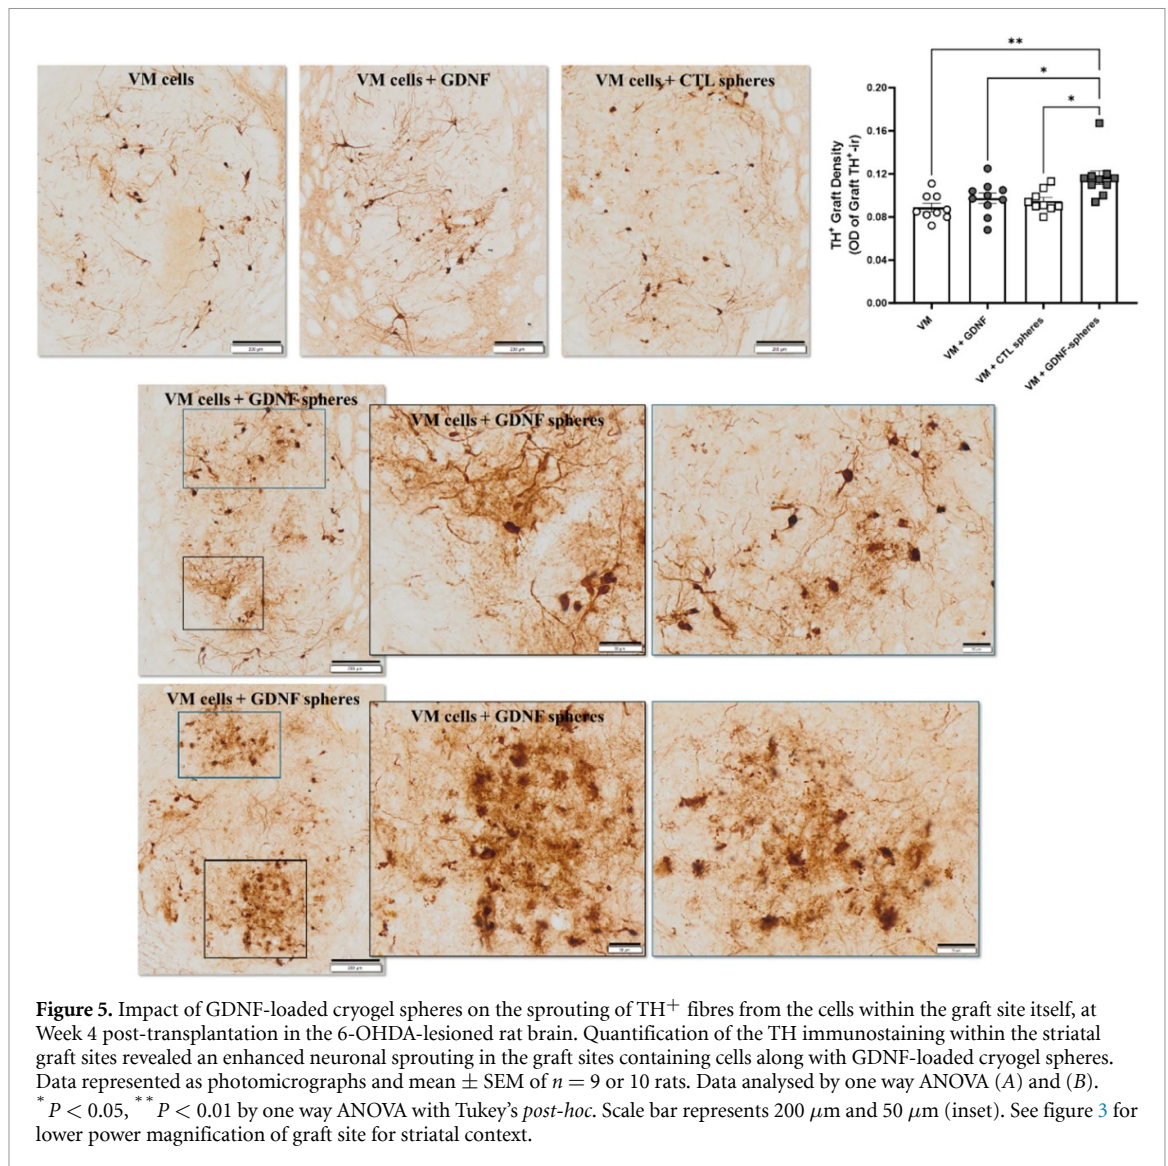 VM cells
VM cells + GDNF
VM cells + CTL spheres
200 µm
200 µm
**
*
*
TH+ Graft Density
(OD of Graft TH+-ir)
0.20
0.16
0.12
0.08
0.04
0.00
VM
VM + GDNF
VM + CTL spheres
VM + GDNF-spheres
VM cells + GDNF spheres
VM cells + GDNF spheres
200 µm
VM cells + GDNF spheres
VM cells + GDNF spheres
200 µm
Figure 5. Impact of GDNF-loaded cryogel spheres on the sprouting of TH+ fibres from the cells within the graft site itself, at
Week 4 post-transplantation in the 6-OHDA-lesioned rat brain. Quantification of the TH immunostaining within the striatal
graft sites revealed an enhanced neuronal sprouting in the graft sites containing cells along with GDNF-loaded cryogel spheres.
Data represented as photomicrographs and mean ± SEM of n = 9 or 10 rats. Data analysed by one way ANOVA (A) and (B).
*P < 0.05, **P < 0.01 by one way ANOVA with Tukey's post-hoc. Scale bar represents 200 µm and 50 µm (inset). See figure 3 for
lower power magnification of graft site for striatal context.